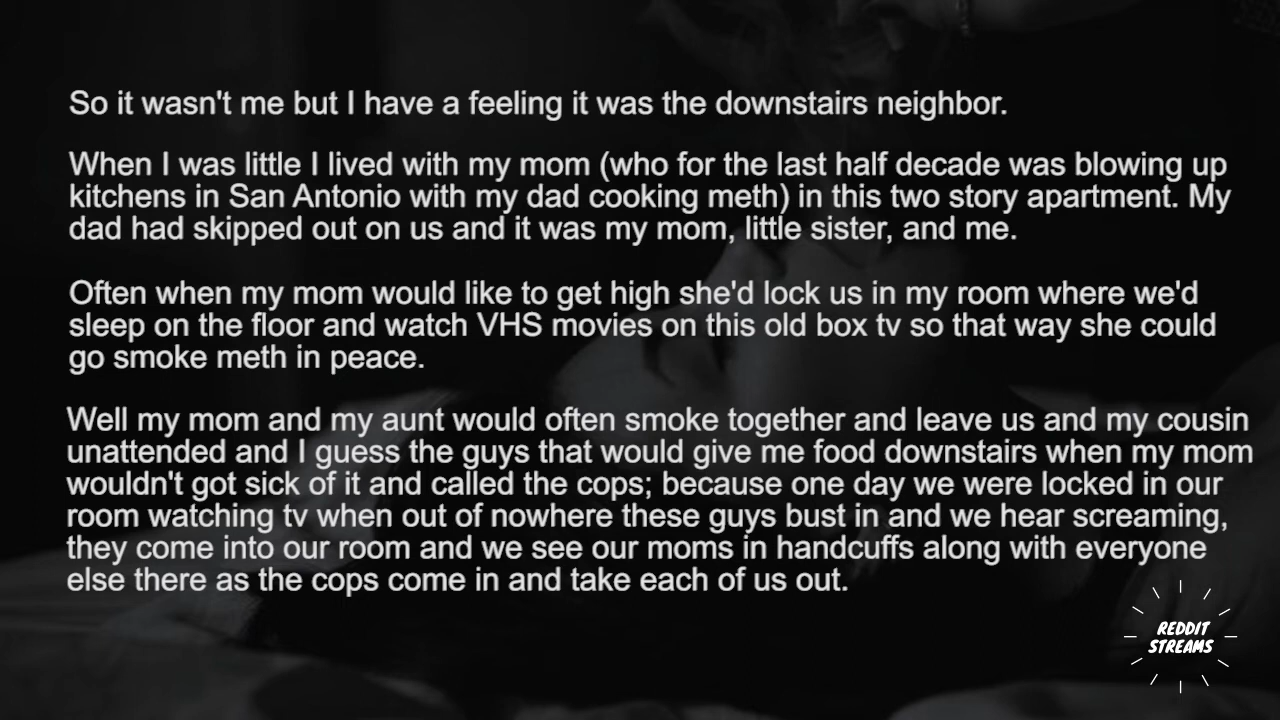 So it wasn't me but I have a feeling it was the downstairs neighbor.
When I was little I lived with my mom (who for the last half decade was blowing up
kitchens in San Antonio with my dad cooking meth) in this two story apartment. My
dad had skipped out on us and it was my mom, little sister, and me.
Often when my mom would like to get high she'd lock us in my room where we'd
sleep on the floor and watch VHS movies on this old box tv so that way she could
go smoke meth in peace.
Well my mom and my aunt would often smoke together and leave us and my cousin
unattended and I guess the guys that would give me food downstairs when my mom
wouldn't got sick of it and called the cops; because one day we were locked in our
room watching tv when out of nowhere these guys bust in and we hear screaming,
they come into our room and we see our moms in handcuffs along with everyone
else there as the cops come in and take each of us out.
REDDIT
STREAMS